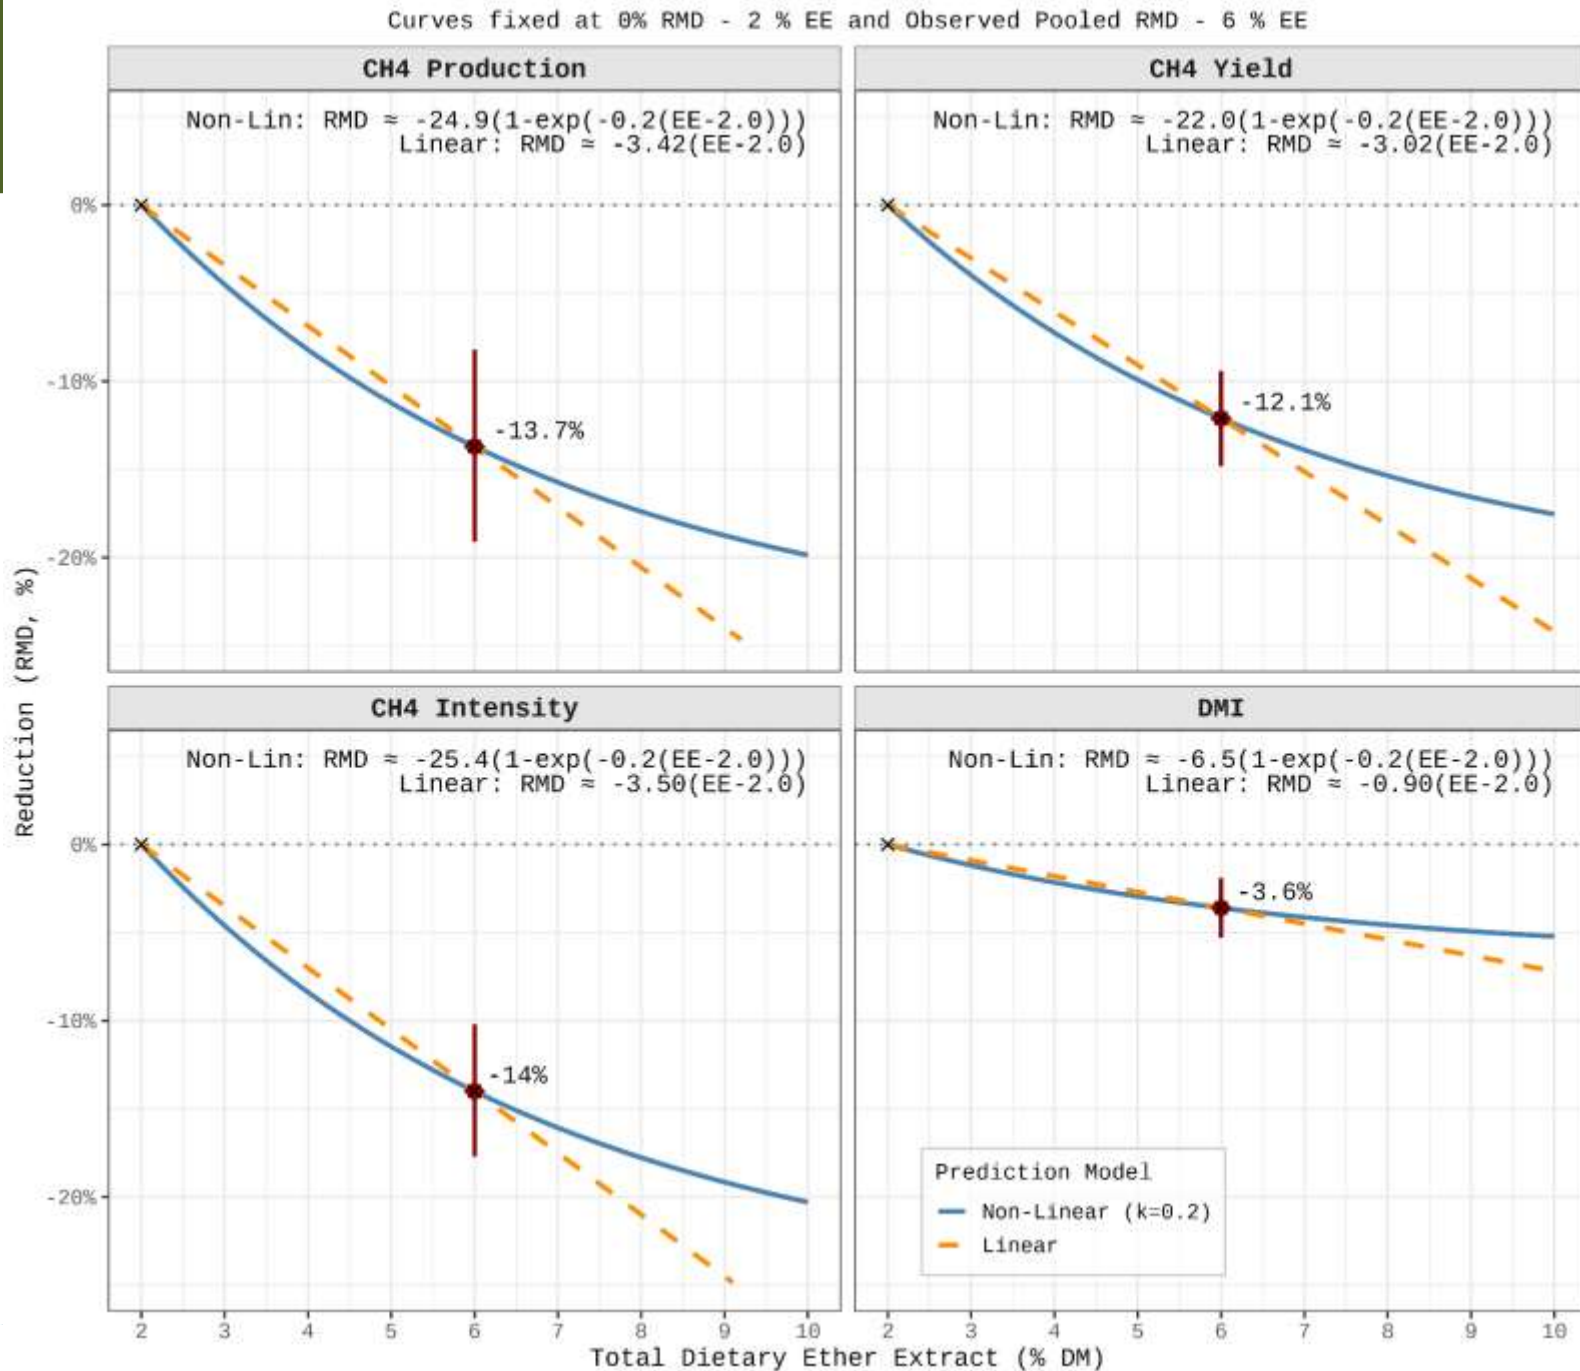 Curves fixed at 0% RMD - 2 % EE and Observed Pooled RMD - 6 % EE
CH4 Production
Non-Lin: RMD ≈ -24.9(1-exp(-0.2(EE-2.0)))
Linear: RMD ≈ -3.42(EE-2.0)
0%
-10%
-20%
-13.7%
CH4 Yield
Non-Lin: RMD ≈ -22.0(1-exp(-0.2(EE-2.0)))
Linear: RMD ≈ -3.02(EE-2.0)
-12.1%
Reduction (RMD, %)
CH4 Intensity
Non-Lin: RMD ≈ -25.4(1-exp(-0.2(EE-2.0)))
Linear: RMD ≈ -3.50(EE-2.0)
0%
-10%
-20%
-14%
2 3 4 5 6 7 8 9 10
DMI
Non-Lin: RMD ≈ -6.5(1-exp(-0.2(EE-2.0)))
Linear: RMD ≈ -0.90(EE-2.0)
-3.6%
Prediction Model
Non-Linear (k=0.2)
Linear
2 3 4 5 6 7 8 9 10
Total Dietary Ether Extract (% DM)